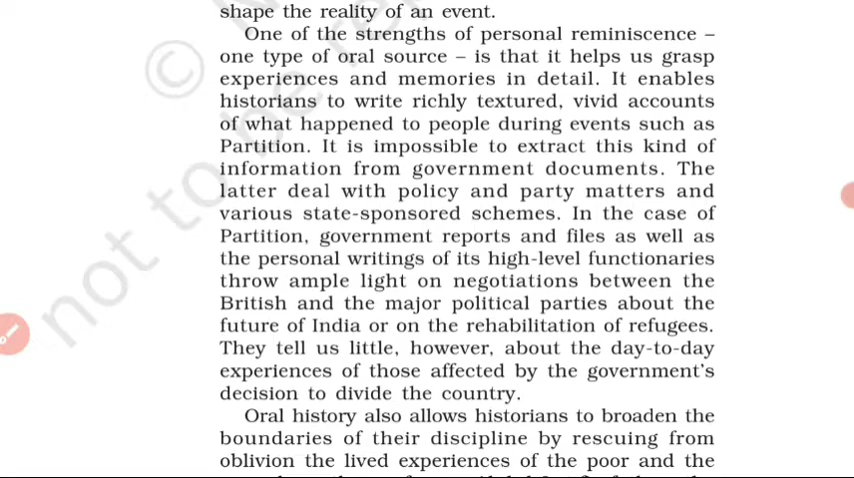 shape the reality of an event.
One of the strengths of personal reminiscence –
one type of oral source – is that it helps us grasp
experiences and memories in detail. It enables
historians to write richly textured, vivid accounts
of what happened to people during events such as
Partition. It is impossible to extract this kind of
information from government documents. The
latter deal with policy and party matters and
various state-sponsored schemes. In the case of
Partition, government reports and files as well as
the personal writings of its high-level functionaries
throw ample light on negotiations between the
British and the major political parties about the
future of India or on the rehabilitation of refugees.
They tell us little, however, about the day-to-day
experiences of those affected by the government's
decision to divide the country.
Oral history also allows historians to broaden the
boundaries of their discipline by rescuing from
oblivion the lived experiences of the poor and the
©
not to be re